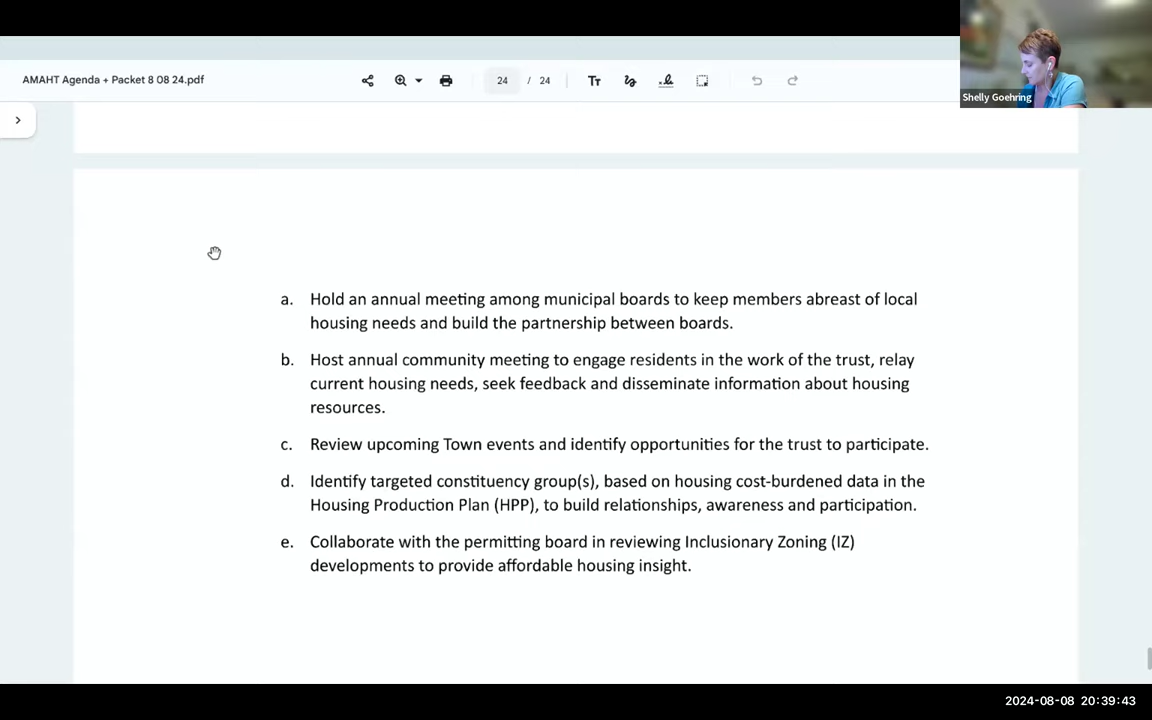 AMAHT Agenda + Packet 8 08 24.pdf
24 / 24
Shelly Goehring
a. Hold an annual meeting among municipal boards to keep members abreast of local
housing needs and build the partnership between boards.
b. Host annual community meeting to engage residents in the work of the trust, relay
current housing needs, seek feedback and disseminate information about housing
resources.
c. Review upcoming Town events and identify opportunities for the trust to participate.
d. Identify targeted constituency group(s), based on housing cost-burdened data in the
Housing Production Plan (HPP), to build relationships, awareness and participation.
e. Collaborate with the permitting board in reviewing Inclusionary Zoning (IZ)
developments to provide affordable housing insight.
2024-08-08 20:39:43